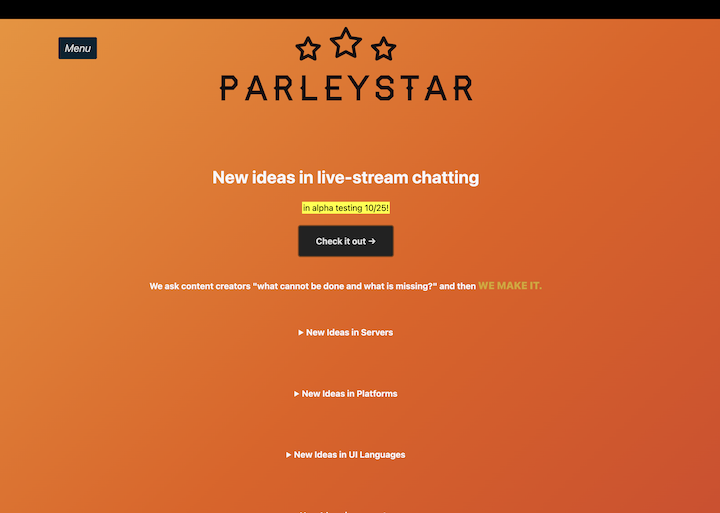 Menu
PARLEYSTAR
New ideas in live-stream chatting
in alpha testing 10/25!
Check it out →
We ask content creators "what cannot be done and what is missing?" and then WE MAKE IT.
▶ New Ideas in Servers
▶ New Ideas in Platforms
▶ New Ideas in UI Languages